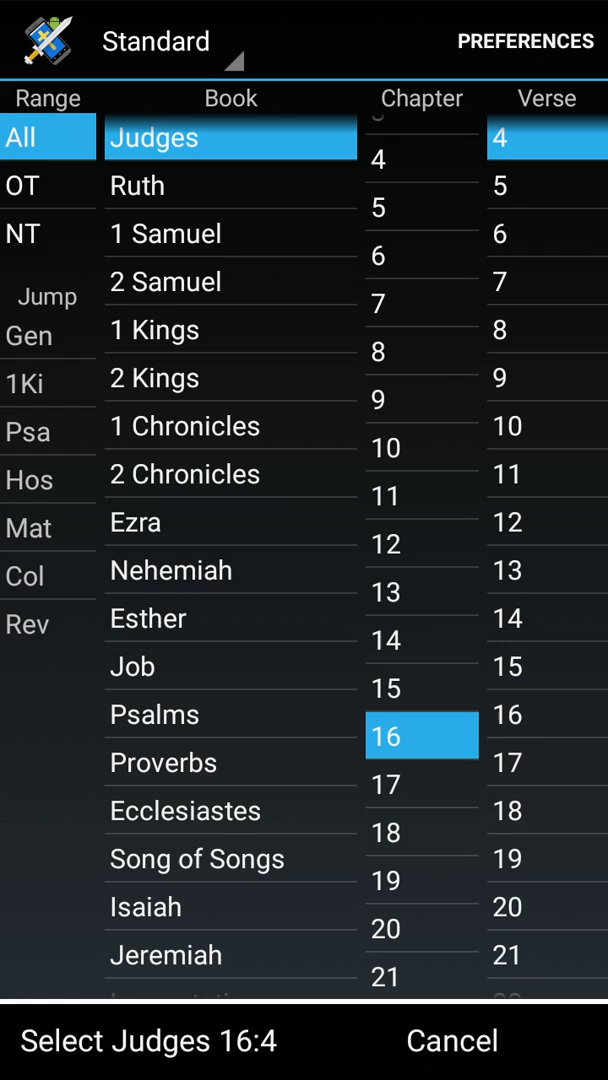 Standard
PREFERENCES
Range Book Chapter Verse
All
OT
NT
Jump
Gen
1Ki
Psa
Hos
Mat
Col
Rev
Judges
Ruth
1 Samuel
2 Samuel
1 Kings
2 Kings
1 Chronicles
2 Chronicles
Ezra
Nehemiah
Esther
Job
Psalms
Proverbs
Ecclesiastes
Song of Songs
Isaiah
Jeremiah
4
5
6
7
8
9
10
11
12
13
14
15
16
17
18
19
20
21
4
5
6
7
8
9
10
11
12
13
14
15
16
17
18
19
20
21
Select Judges 16:4
Cancel